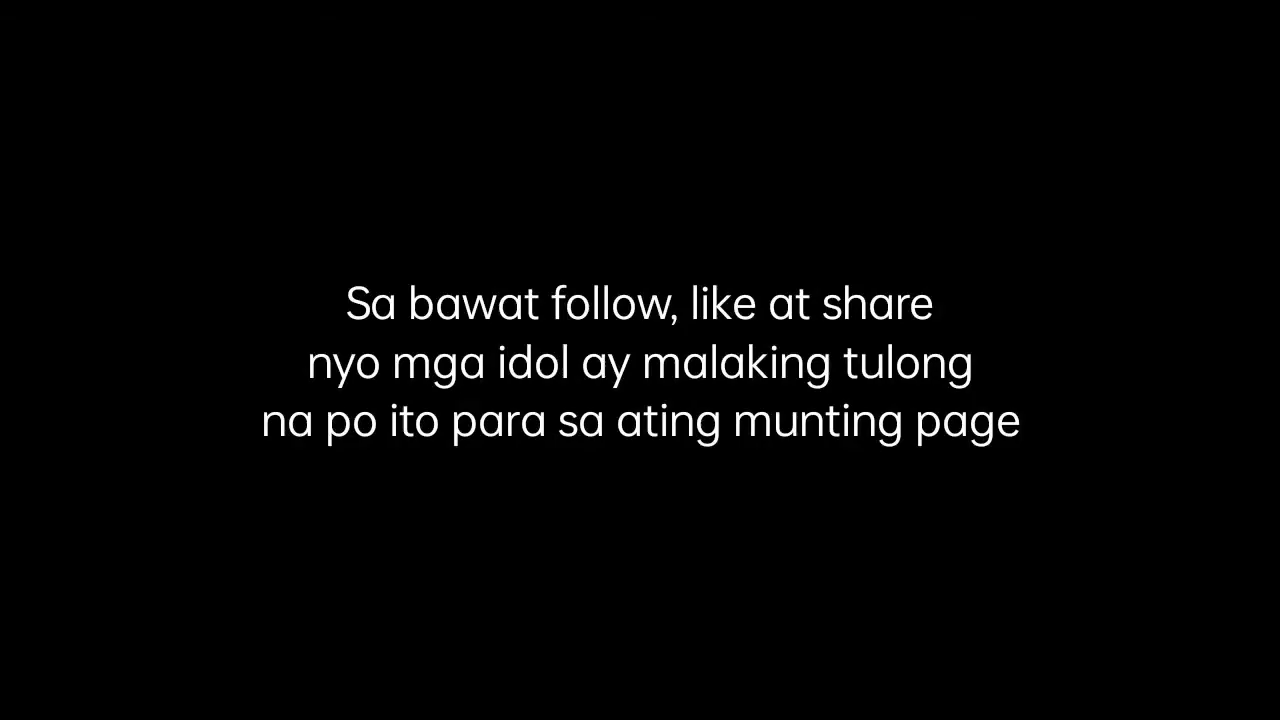 Sa bawat follow, like at share
nyo mga idol ay malaking tulong
na po ito para sa ating munting page